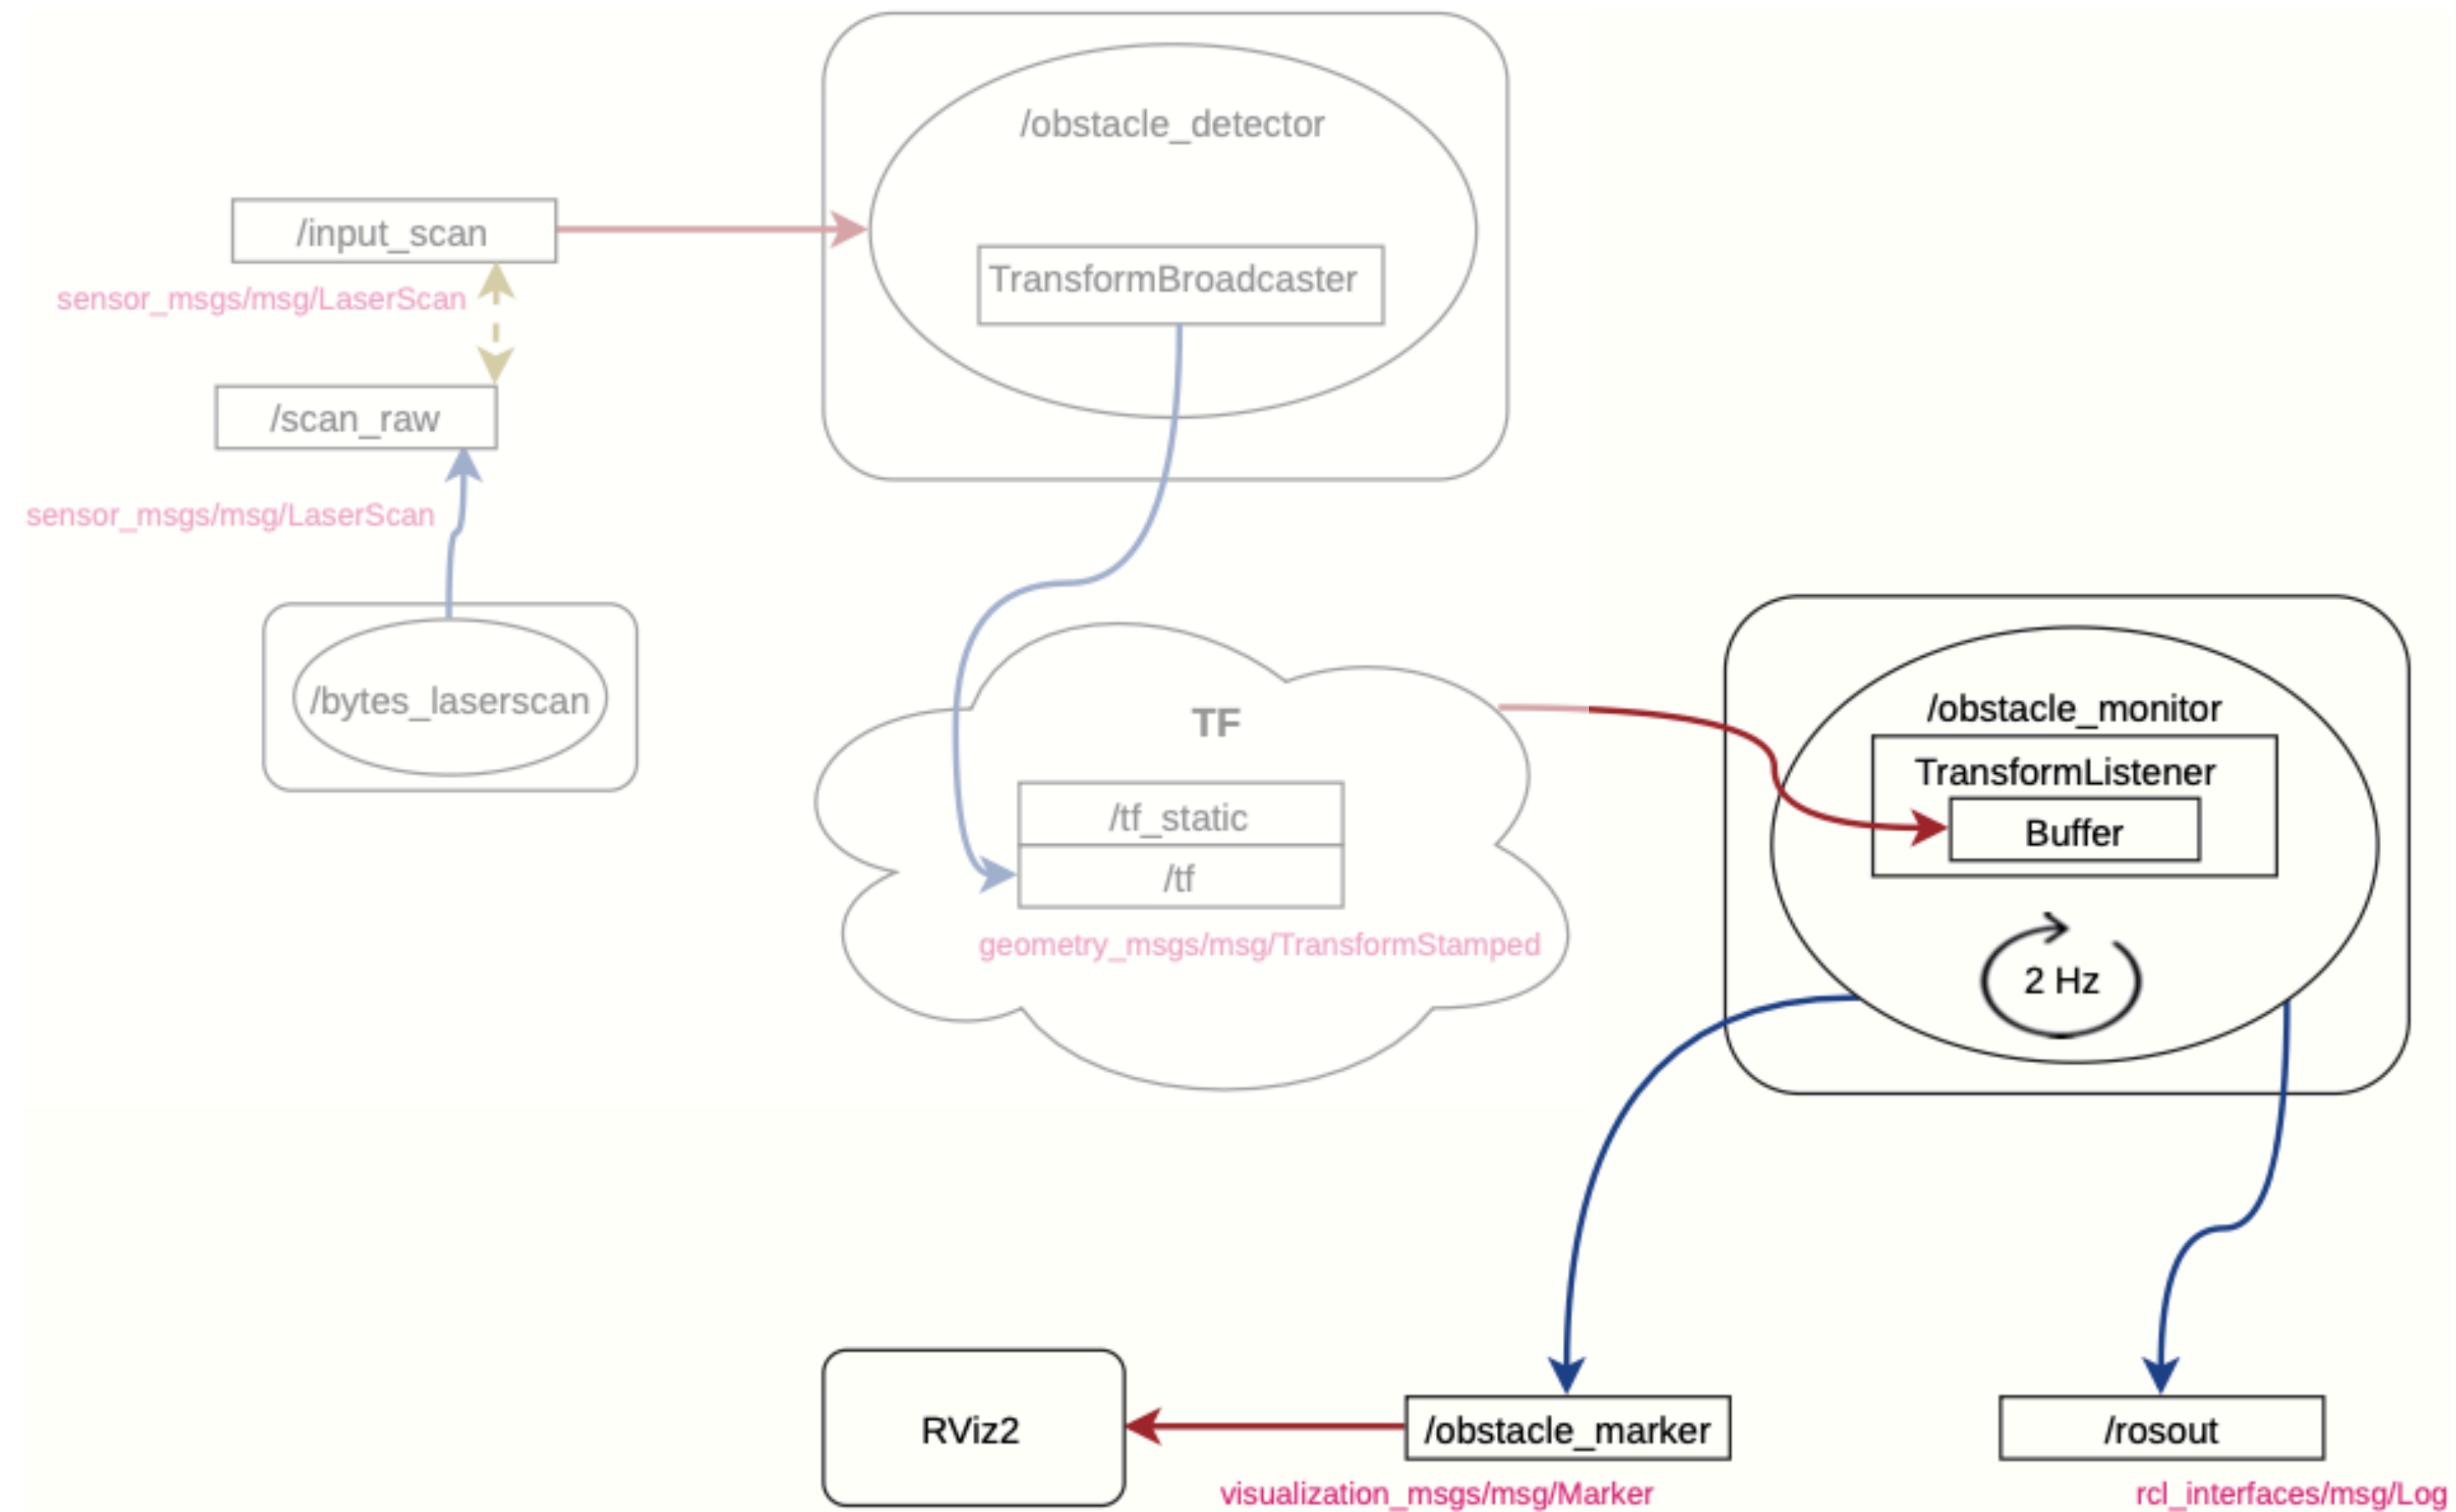 /obstacle_detector
/input_scan
TransformBroadcaster
sensor_msgs/msg/LaserScan
/scan_raw
sensor_msgs/msg/LaserScan
/bytes_laserscan
TF
/tf_static
/tf
geometry_msgs/msg/TransformStamped
/obstacle_monitor
TransformListener
Buffer
2 Hz
RViz2
/obstacle_marker
visualization_msgs/msg/Marker
/rosout
rcl_interfaces/msg/Log